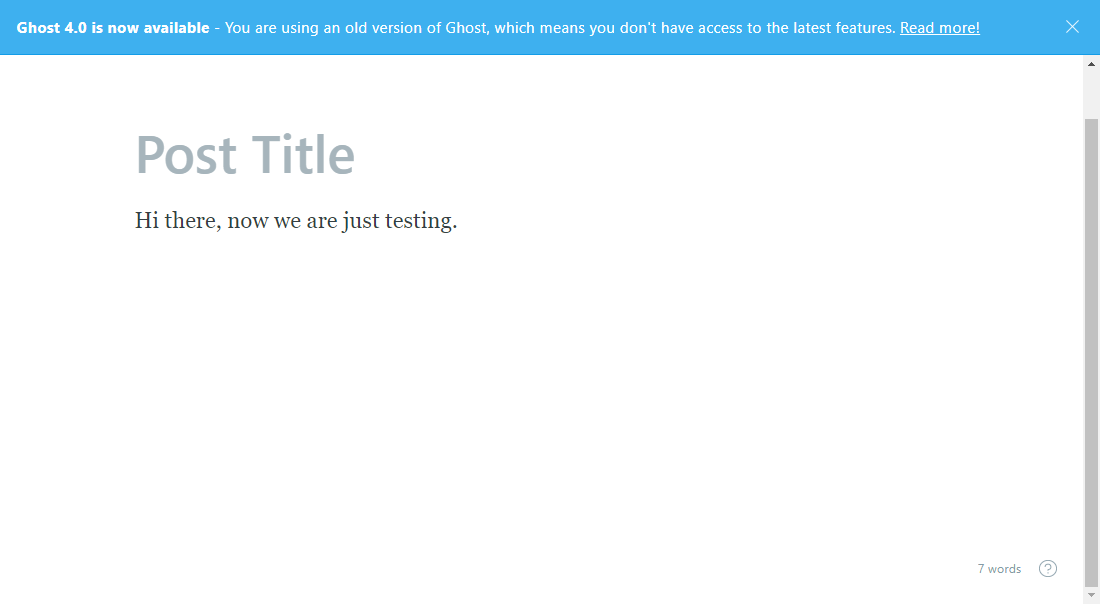 Ghost 4.0 is now available - You are using an old version of Ghost, which means you don't have access to the latest features. Read more!
Post Title
Hi there, now we are just testing.
7 words ?